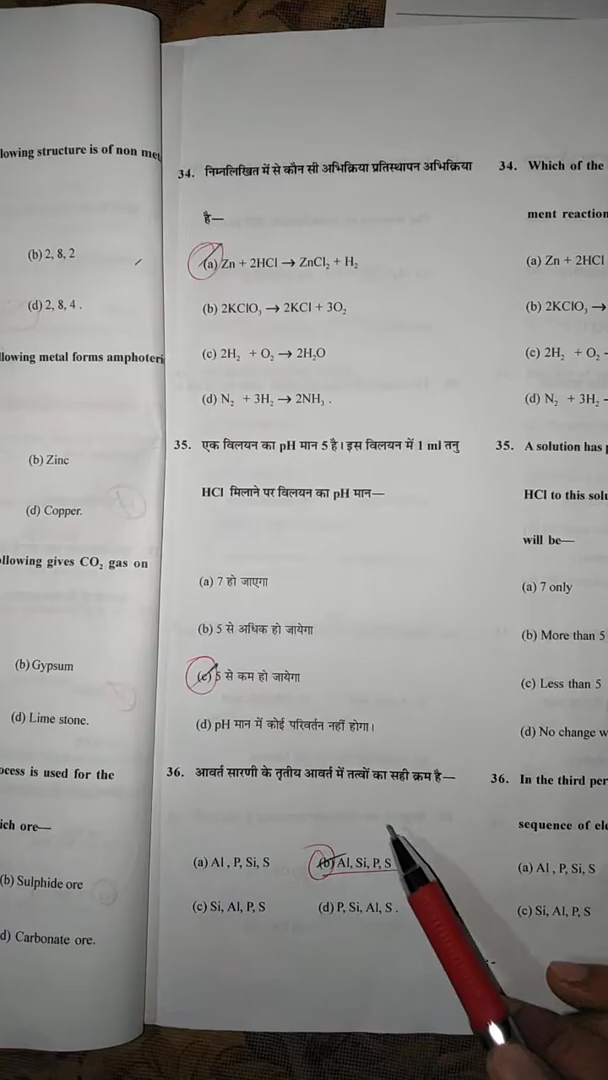 lowing structure is of non met
(b) 2, 8, 2
(d) 2, 8, 4 .
llowing metal forms amphoteri
(b) Zinc
(d) Copper.
ollowing gives CO₂ gas on
(b) Gypsum
(d) Lime stone.
ocess is used for the
ich ore—
(b) Sulphide ore
d) Carbonate ore.
34. निम्नलिखित में से कौन सी अभिक्रिया प्रतिस्थापन अभिक्रिया
है—
(a) Zn + 2HCl → ZnCl₂ + H₂
(b) 2KClO₃ → 2KCl + 3O₂
(c) 2H₂ + O₂ → 2H₂O
(d) N₂ + 3H₂ → 2NH₃ .
35. एक विलयन का pH मान 5 है। इस विलयन में 1 ml तनु
HCl मिलाने पर विलयन का pH मान—
(a) 7 हो जाएगा
(b) 5 से अधिक हो जायेगा
(c) 5 से कम हो जायेगा
(d) pH मान में कोई परिवर्तन नहीं होगा।
36. आवर्त सारणी के तृतीय आवर्त में तत्वों का सही क्रम है—
(a) Al , P, Si, S (b) Al, Si, P, S
(c) Si, Al, P, S (d) P, Si, Al, S .
34. Which of the
ment reaction
(a) Zn + 2HCl
(b) 2KClO₃ →
(c) 2H₂ + O₂ -
(d) N₂ + 3H₂ -
35. A solution has
HCl to this solu
will be—
(a) 7 only
(b) More than 5
(c) Less than 5
(d) No change w
36. In the third per
sequence of ele
(a) Al , P, Si, S
(c) Si, Al, P, S